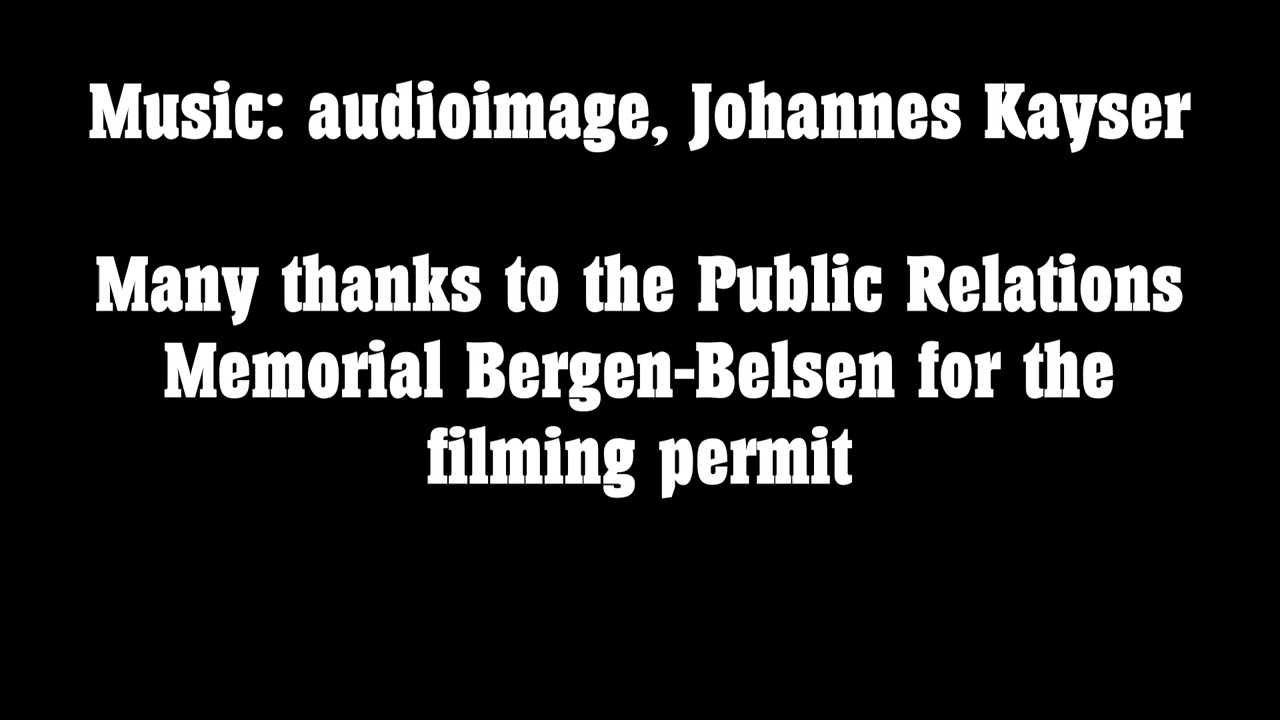 Music: audioimage, Johannes Kayser
Many thanks to the Public Relations
Memorial Bergen-Belsen for the
filming permit